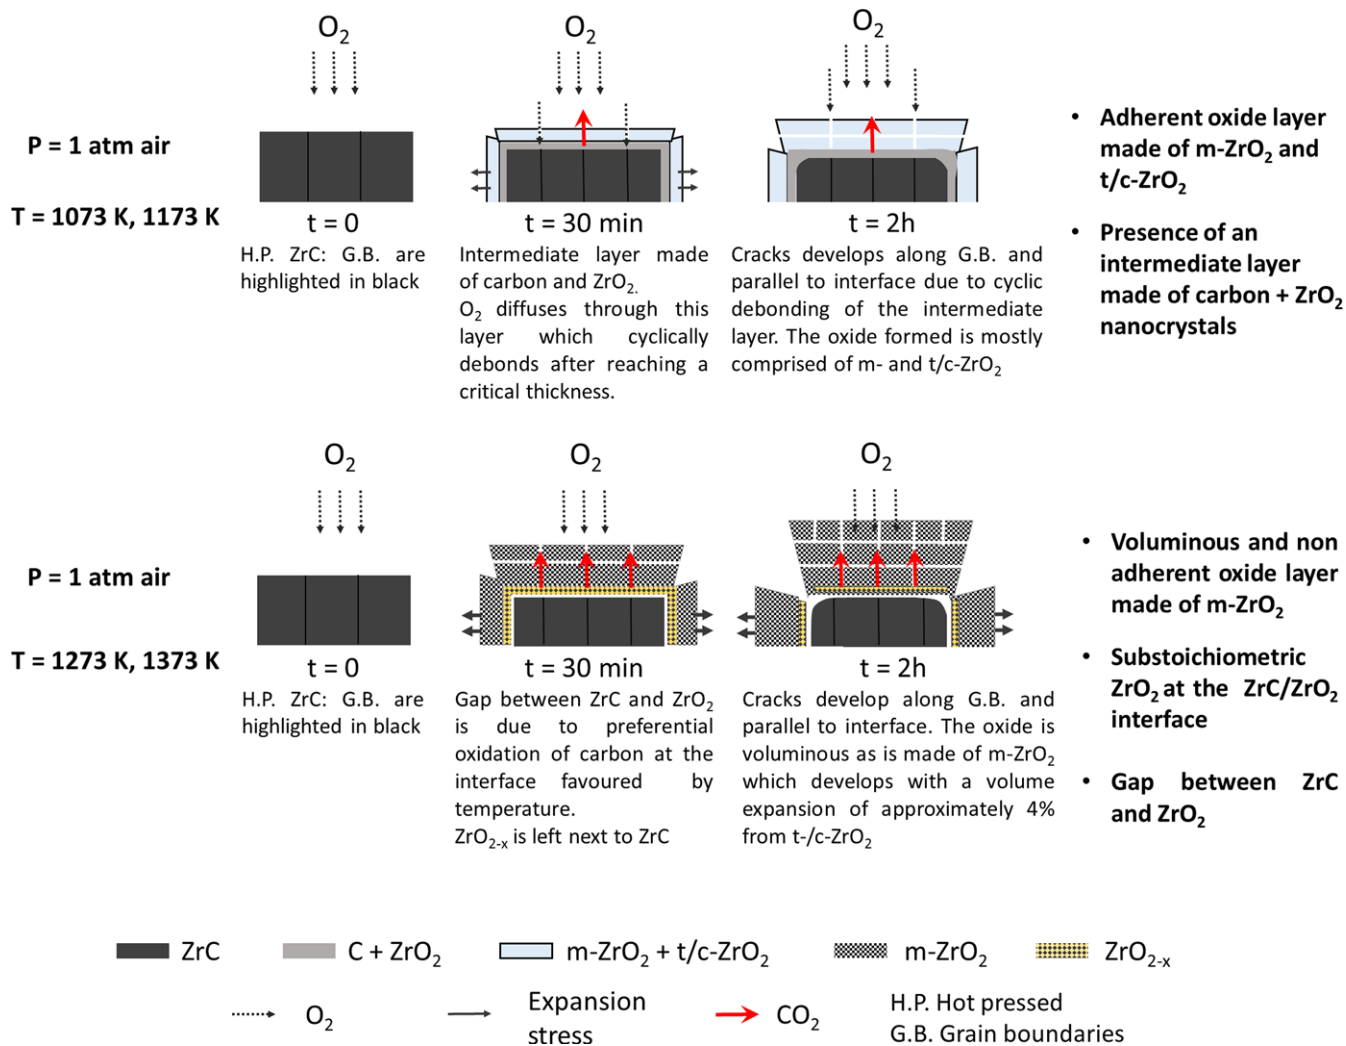 O₂
O₂
O₂
P = 1 atm air
T = 1073 K, 1173 K
t = 0
H.P. ZrC: G.B. are
highlighted in black
t = 30 min
Intermediate layer made
of carbon and ZrO₂.
O₂ diffuses through this
layer which cyclically
debonds after reaching a
critical thickness.
t = 2h
Cracks develops along G.B. and
parallel to interface due to cyclic
debonding of the intermediate
layer. The oxide formed is mostly
comprised of m- and t/c-ZrO₂
• Adherent oxide layer
made of m-ZrO₂ and
t/c-ZrO₂
• Presence of an
intermediate layer
made of carbon + ZrO₂
nanocrystals
O₂
O₂
O₂
P = 1 atm air
T = 1273 K, 1373 K
t = 0
H.P. ZrC: G.B. are
highlighted in black
t = 30 min
Gap between ZrC and ZrO₂
is due to preferential
oxidation of carbon at the
interface favoured by
temperature.
ZrO₂₋ₓ is left next to ZrC
t = 2h
Cracks develop along G.B. and
parallel to interface. The oxide is
voluminous as is made of m-ZrO₂
which develops with a volume
expansion of approximately 4%
from t-/c-ZrO₂
• Voluminous and non
adherent oxide layer
made of m-ZrO₂
• Substoichiometric
ZrO₂ at the ZrC/ZrO₂
interface
• Gap between ZrC
and ZrO₂
ZrC
C + ZrO₂
m-ZrO₂ + t/c-ZrO₂
m-ZrO₂
ZrO₂₋ₓ
O₂
Expansion
stress
CO₂
H.P. Hot pressed
G.B. Grain boundaries